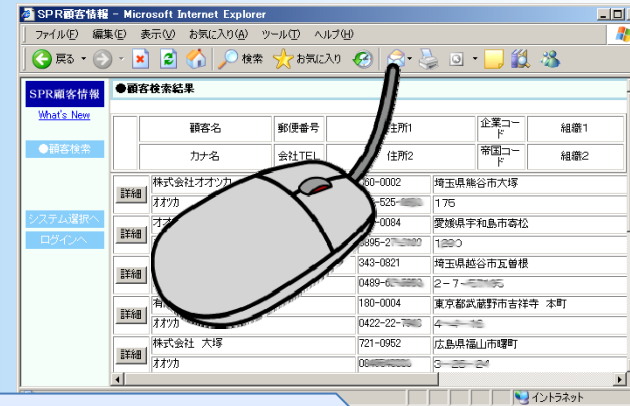 SPR顧客情報 - Microsoft Internet Explorer
ファイル(F) 編集(E) 表示(V) お気に入り(A) ツール(T) ヘルプ(H)
戻る 検索 お気に入り
SPR顧客情報
What's New
●顧客検索
システム選択へ
ログインへ
●顧客検索結果
顧客名 郵便番号 住所1 企業コード 組織1
カナ名 会社TEL 住所2 帝国コード 組織2
詳細 株式会社オオツカ 360-0002 埼玉県熊谷市大塚
オオツカ 175
詳細 愛媛県宇和島市寄松
詳細 343-0821 埼玉県越谷市瓦曽根
詳細 180-0004 東京都武蔵野市吉祥寺 本町
オオツカ
詳細 株式会社 大塚 721-0952 広島県福山市曙町
オオツカ
イントラネット